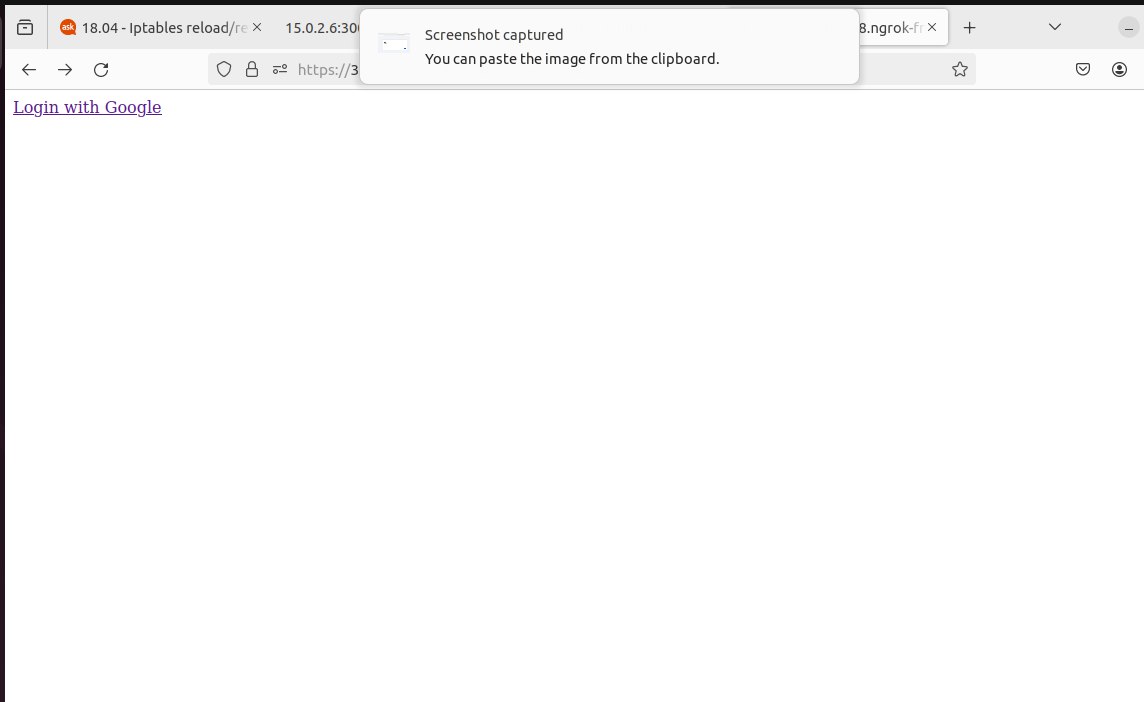 ask 18.04 - Iptables reload/re
15.0.2.6:300
8.ngrok-fr
Screenshot captured
You can paste the image from the clipboard.
https://3
Login with Google